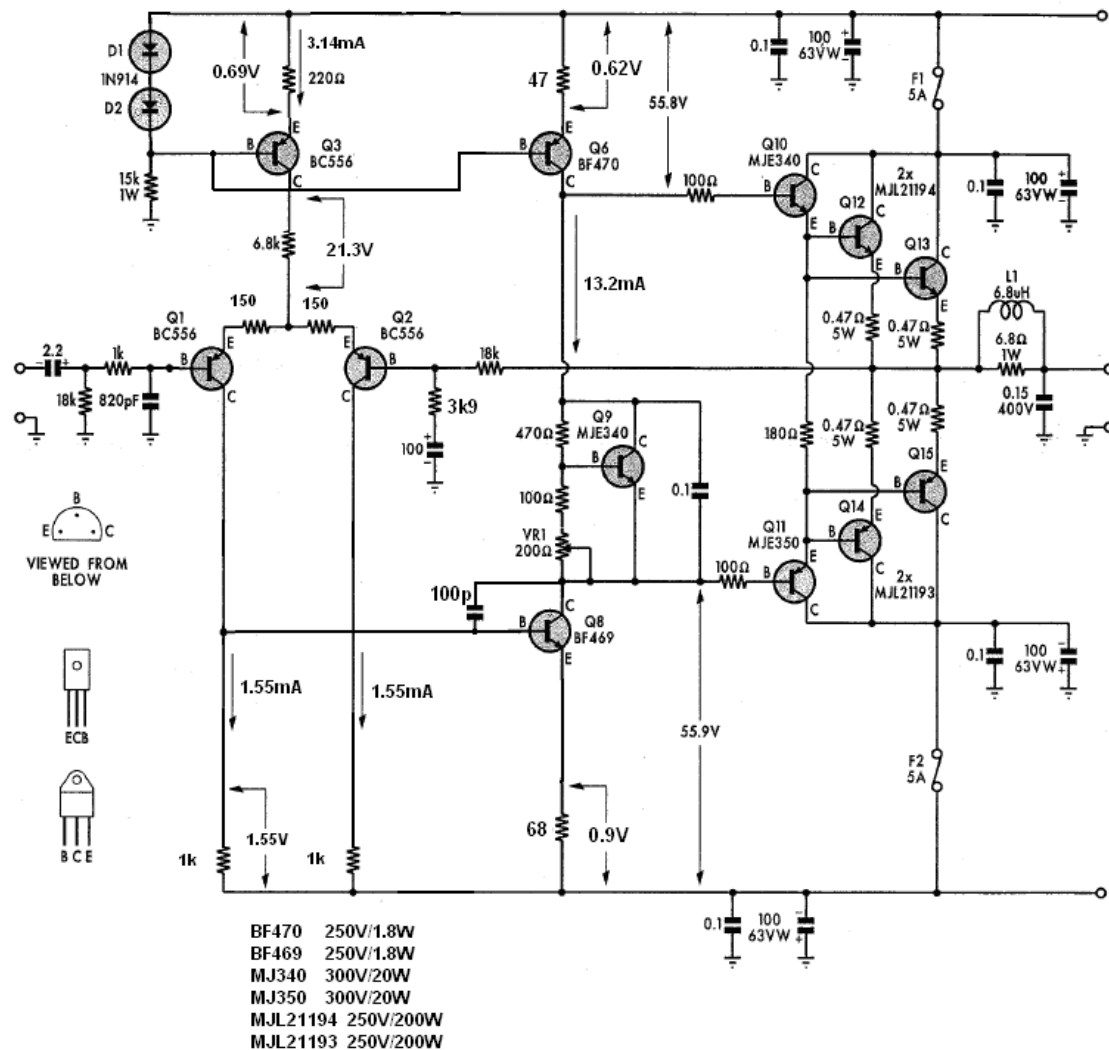 D1
1N914
D2
15k
1W
0.69V
3.14mA
220Ω
B
E
C
Q3
BC556
6.8k
21.3V
150
150
47
0.62V
B
E
C
Q6
BF470
55.8V
13.2mA
0.1
100
63VW
+
-
F1
5A
100Ω
Q10
MJE340
B
C
E
2x
MJL21194
Q12
B
C
E
Q13
B
C
E
0.1
100
63VW
+
-
L1
6.8uH
0.47Ω
5W
0.47Ω
5W
6.8Ω
1W
0.15
400V
Q1
BC556
B
E
C
Q2
BC556
E
B
C
2.2
-
+
1k
18k
820pF
18k
3k9
100
+
-
470Ω
Q9
MJE340
B
C
E
100Ω
VR1
200Ω
0.1
180Ω
0.47Ω
5W
0.47Ω
5W
Q15
B
E
C
Q14
B
E
C
Q11
MJE350
B
E
C
100Ω
2x
MJL21193
B
E
C
VIEWED FROM
BELOW
100p
B
C
E
Q8
BF469
1.55mA
1.55mA
55.9V
0.1
100
63VW
-
+
F2
5A
ECB
B C E
1k
1.55V
1k
68
0.9V
0.1
100
63VW
-
+
BF470 250V/1.8W
BF469 250V/1.8W
MJ340 300V/20W
MJ350 300V/20W
MJL21194 250V/200W
MJL21193 250V/200W